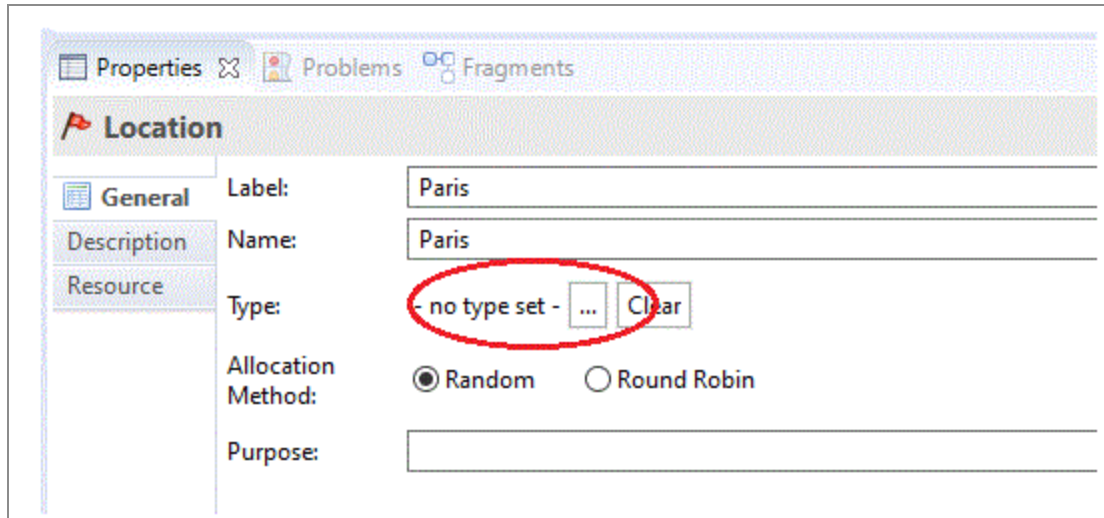 Properties Problems Fragments
Location
General
Description
Resource
Label: Paris
Name: Paris
Type: - no type set - ... Clear
Allocation
Method: Random Round Robin
Purpose: